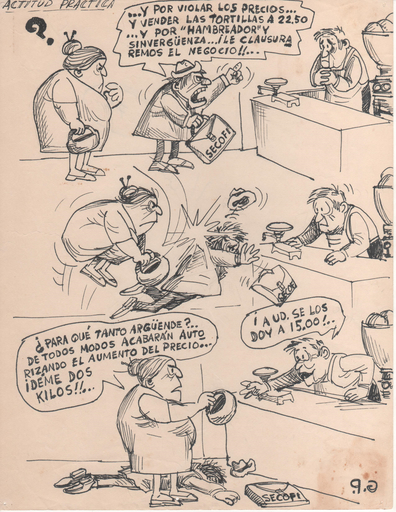 ACTITUD PRACTICA
?.
...Y POR VIOLAR LOS PRECIOS...
Y VENDER LAS TORTILLAS A 22.50
...Y POR "HAMBREADOR" Y
SINVERGÜENZA...¡LE CLAUSURA
REMOS EL NEGOCIO!!...
SECOFI
SECOFI
¿PARA QUÉ TANTO ARGÜENDE?..
DE TODOS MODOS ACABARÁN AUTO
RIZANDO EL AUMENTO DEL PRECIO...
¡DÉME DOS
KILOS!!...
¡A UD. SE LOS
DOY A 15.00!..
SECOFI
G.P.